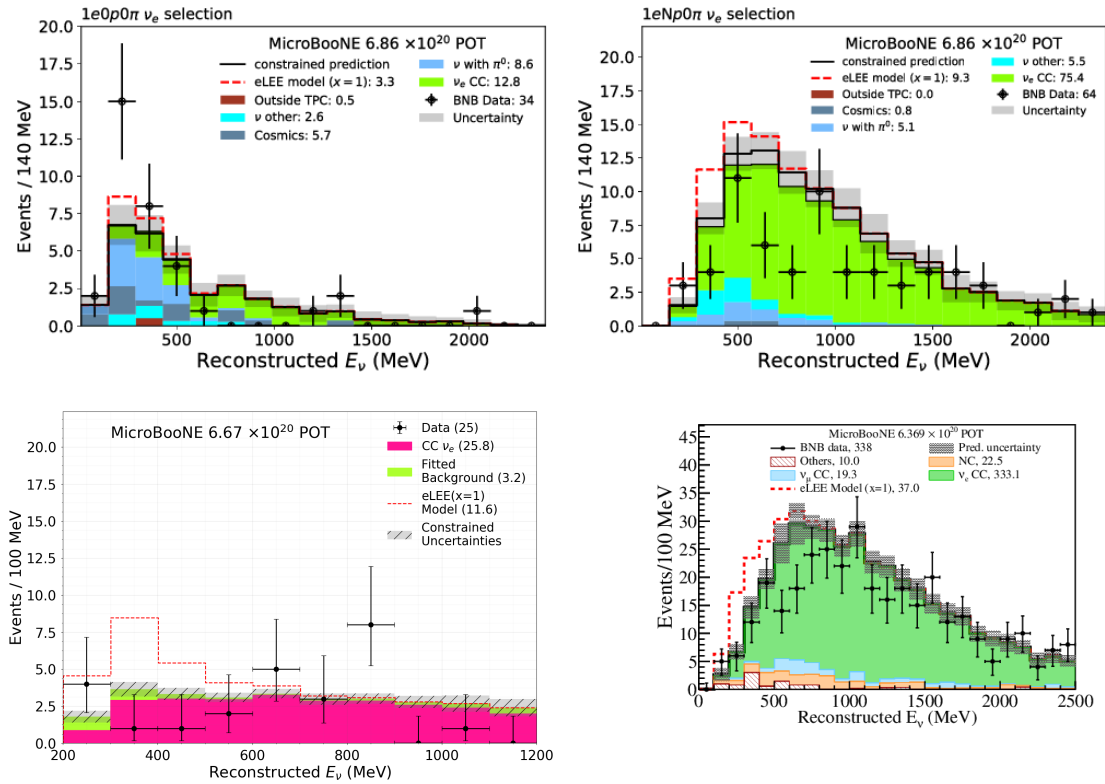 1e0p0π νe selection
MicroBooNE 6.86 ×10²⁰ POT
constrained prediction
eLEE model (x = 1): 3.3
Outside TPC: 0.5
ν other: 2.6
Cosmics: 5.7
ν with π⁰: 8.6
νe CC: 12.8
BNB Data: 34
Uncertainty
Events / 140 MeV
20.0
17.5
15.0
12.5
10.0
7.5
5.0
2.5
0.0
500 1000 1500 2000
Reconstructed Eν (MeV)
1eNp0π νe selection
MicroBooNE 6.86 ×10²⁰ POT
constrained prediction
eLEE model (x = 1): 9.3
Outside TPC: 0.0
Cosmics: 0.8
ν with π⁰: 5.1
ν other: 5.5
νe CC: 75.4
BNB Data: 64
Uncertainty
Events / 140 MeV
20.0
17.5
15.0
12.5
10.0
7.5
5.0
2.5
0.0
500 1000 1500 2000
Reconstructed Eν (MeV)
MicroBooNE 6.67 ×10²⁰ POT
Data (25)
CC νe (25.8)
Fitted
Background (3.2)
eLEE(x=1)
Model (11.6)
Constrained
Uncertainties
Events / 100 MeV
20.0
17.5
15.0
12.5
10.0
7.5
5.0
2.5
0.0
200 400 600 800 1000 1200
Reconstructed Eν (MeV)
MicroBooNE 6.369 × 10²⁰ POT
BNB data, 338
Pred. uncertainty
Others, 10.0
NC, 22.5
νμ CC, 19.3
νe CC, 333.1
eLEE Model (x=1), 37.0
Events/100 MeV
45
40
35
30
25
20
15
10
5
0
0 500 1000 1500 2000 2500
Reconstructed Eν (MeV)